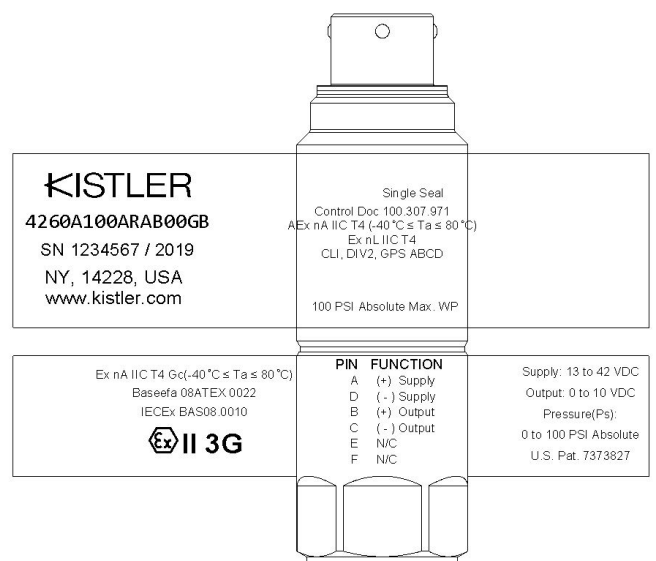 KISTLER
4260A100ARAB00GB
SN 1234567 / 2019
NY, 14228, USA
www.kistler.com
Single Seal
Control Doc 100.307.971
AEx nA IIC T4 (-40°C ≤ Ta ≤ 80°C)
Ex nL IIC T4
CLI, DIV2, GPS ABCD
100 PSI Absolute Max. WP
Ex nA IIC T4 Gc(-40°C ≤ Ta ≤ 80°C)
Baseefa 08ATEX 0022
IECEx BAS08.0010
Ex II 3G
PIN FUNCTION
A (+) Supply
D (-) Supply
B (+) Output
C (-) Output
E N/C
F N/C
Supply: 13 to 42 VDC
Output: 0 to 10 VDC
Pressure(Ps):
0 to 100 PSI Absolute
U.S. Pat. 7373827